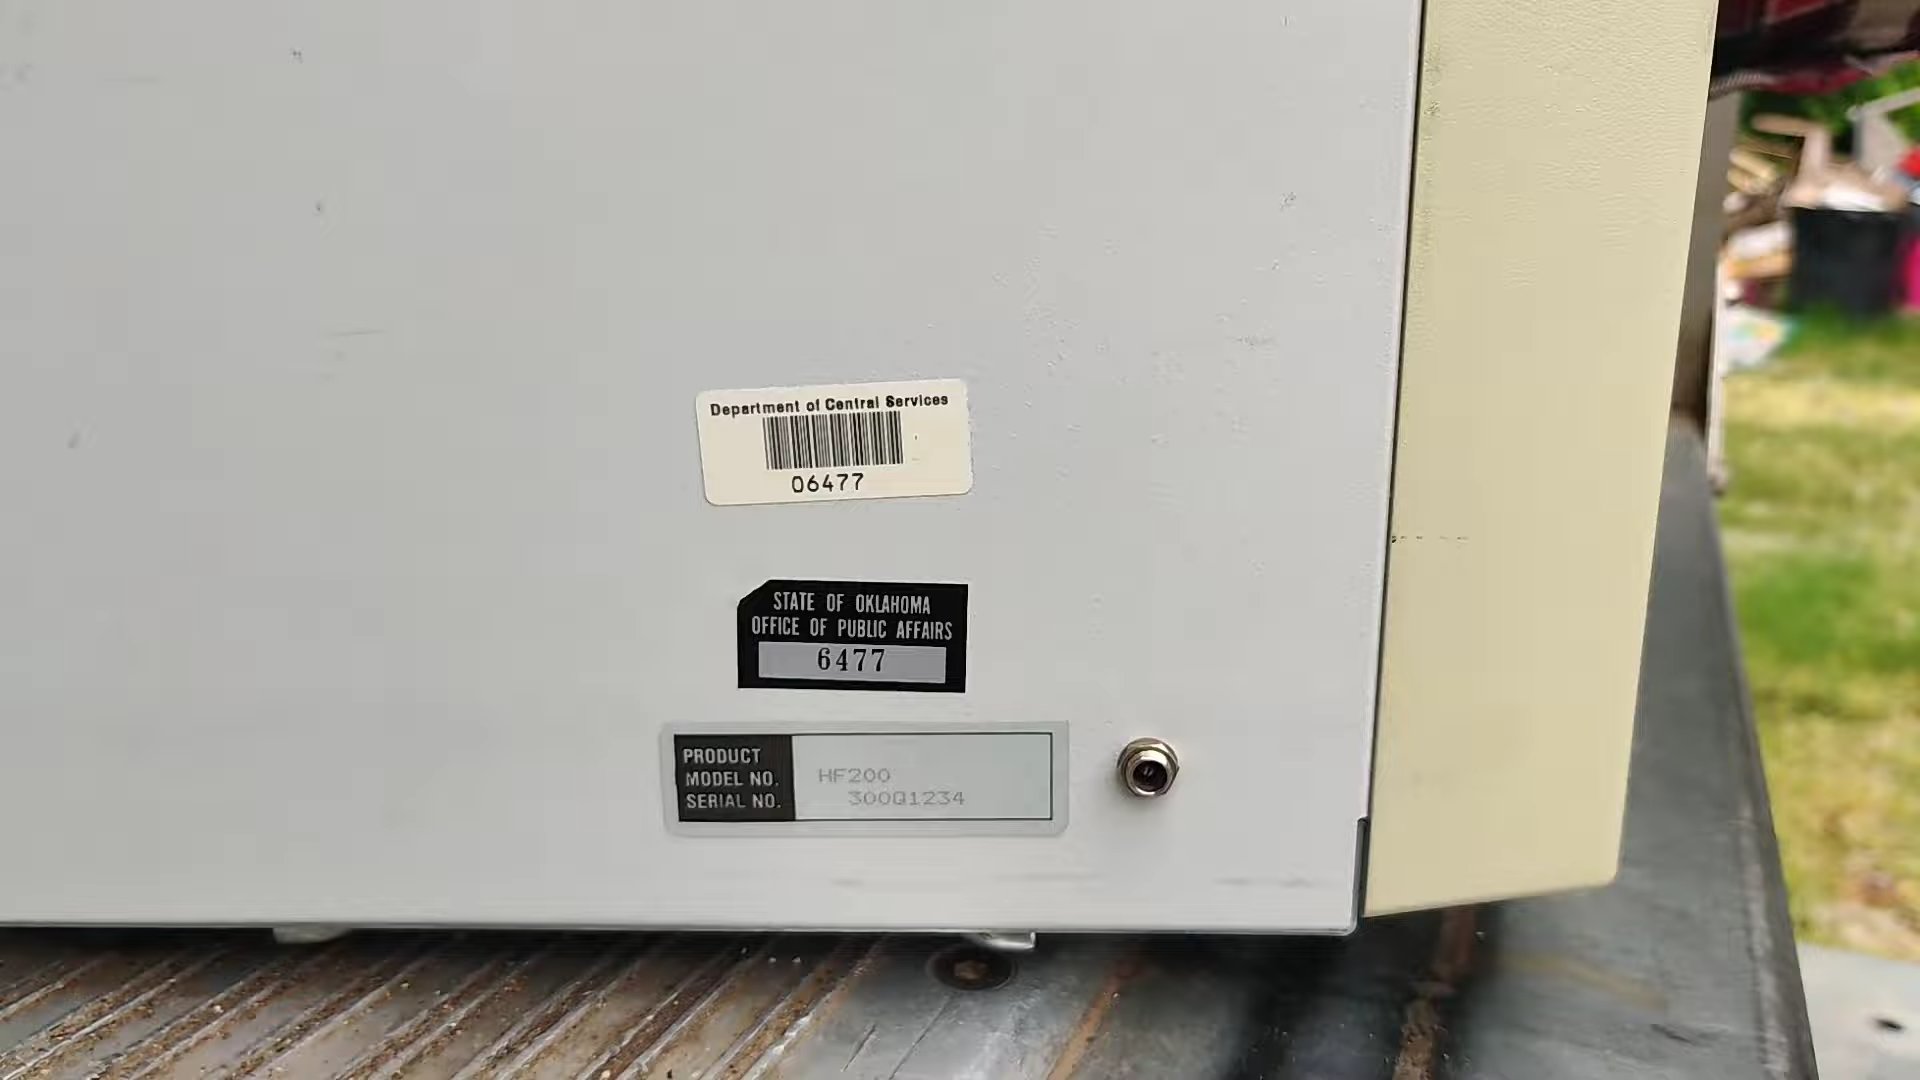 Department of Central Services
06477
STATE OF OKLAHOMA
OFFICE OF PUBLIC AFFAIRS
6477
PRODUCT
MODEL NO. HF200
SERIAL NO. 300Q1234